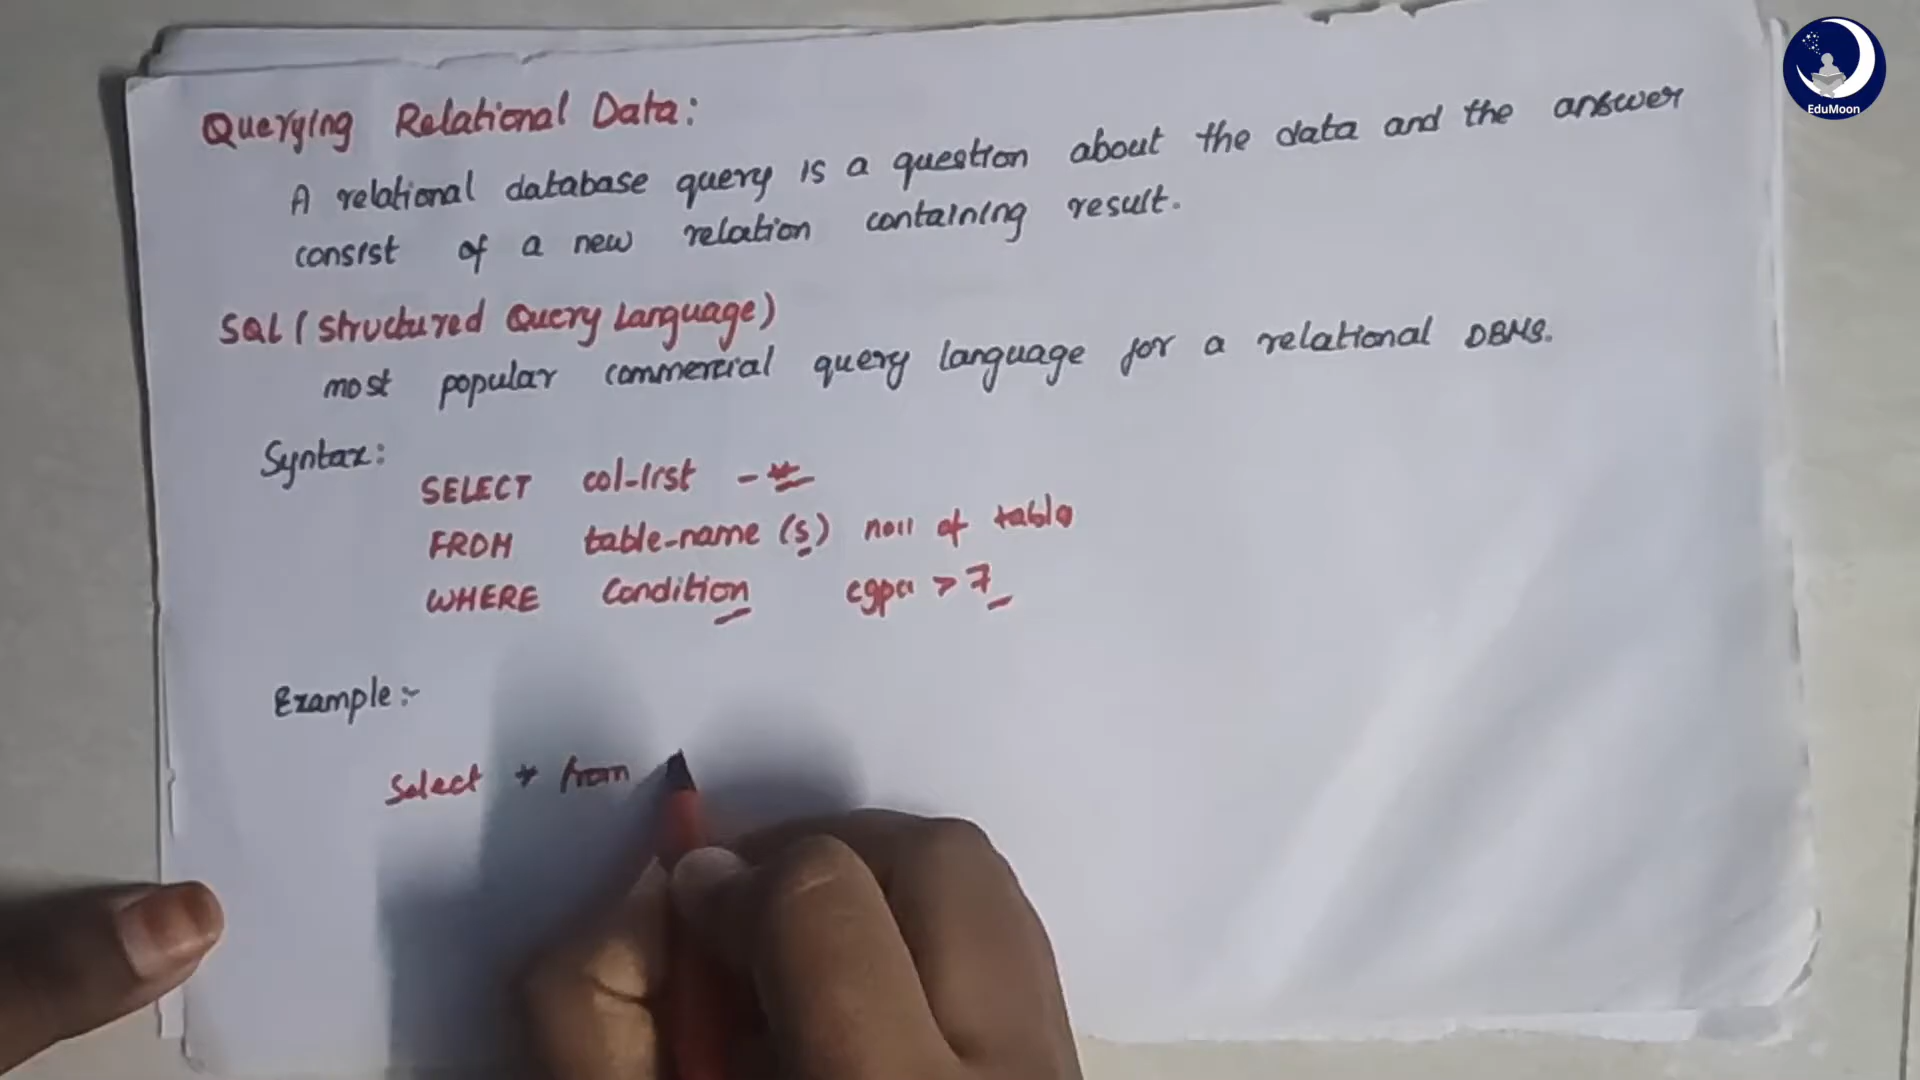 EduMoon
Querying Relational Data:
A relational database query is a question about the data and the answer
consist of a new relation containing result.
SQL (Structured Query Language)
most popular commercial query language for a relational DBMS.
Syntax:
SELECT col-list - *
FROM table-name (s) of table
WHERE Condition cgpa > 7
Example:-
Select * from